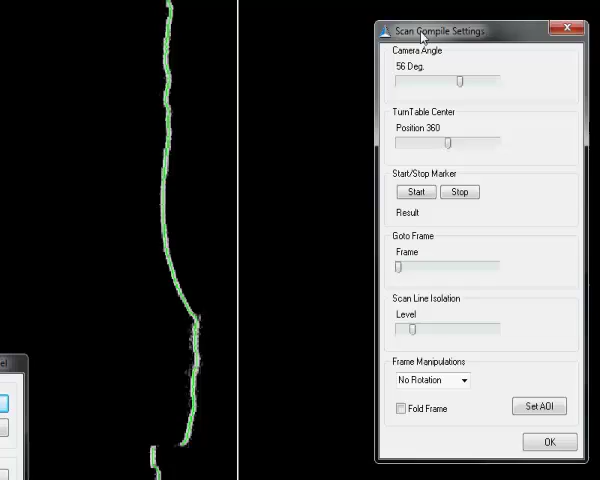 Scan Compile Settings
Camera Angle
56 Deg.
TurnTable Center
Position 360
Start/Stop Marker
Start Stop
Result
Goto Frame
Frame
Scan Line Isolation
Level
Frame Manipulations
No Rotation
Fold Frame
Set AOI
OK
el